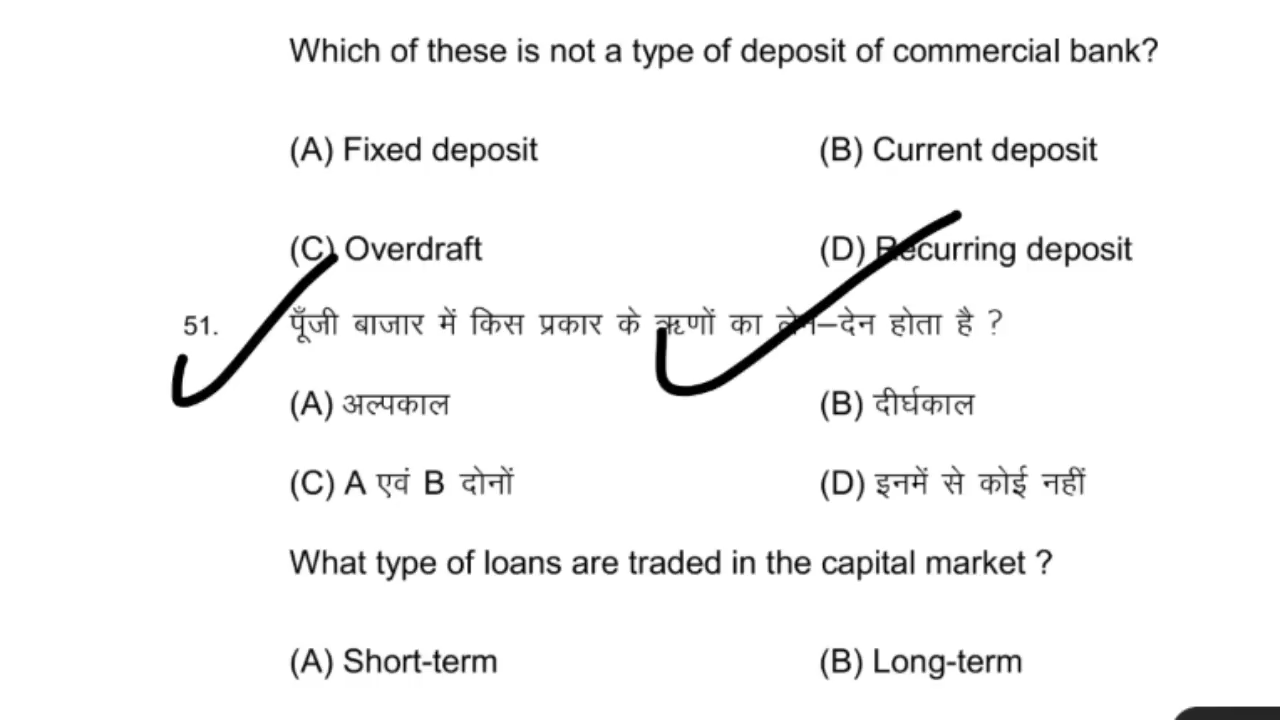 Which of these is not a type of deposit of commercial bank?
(A) Fixed deposit (B) Current deposit
(C) Overdraft (D) Recurring deposit
51. पूँजी बाजार में किस प्रकार के ऋणों का लेन–देन होता है ?
(A) अल्पकाल (B) दीर्घकाल
(C) A एवं B दोनों (D) इनमें से कोई नहीं
What type of loans are traded in the capital market ?
(A) Short-term (B) Long-term